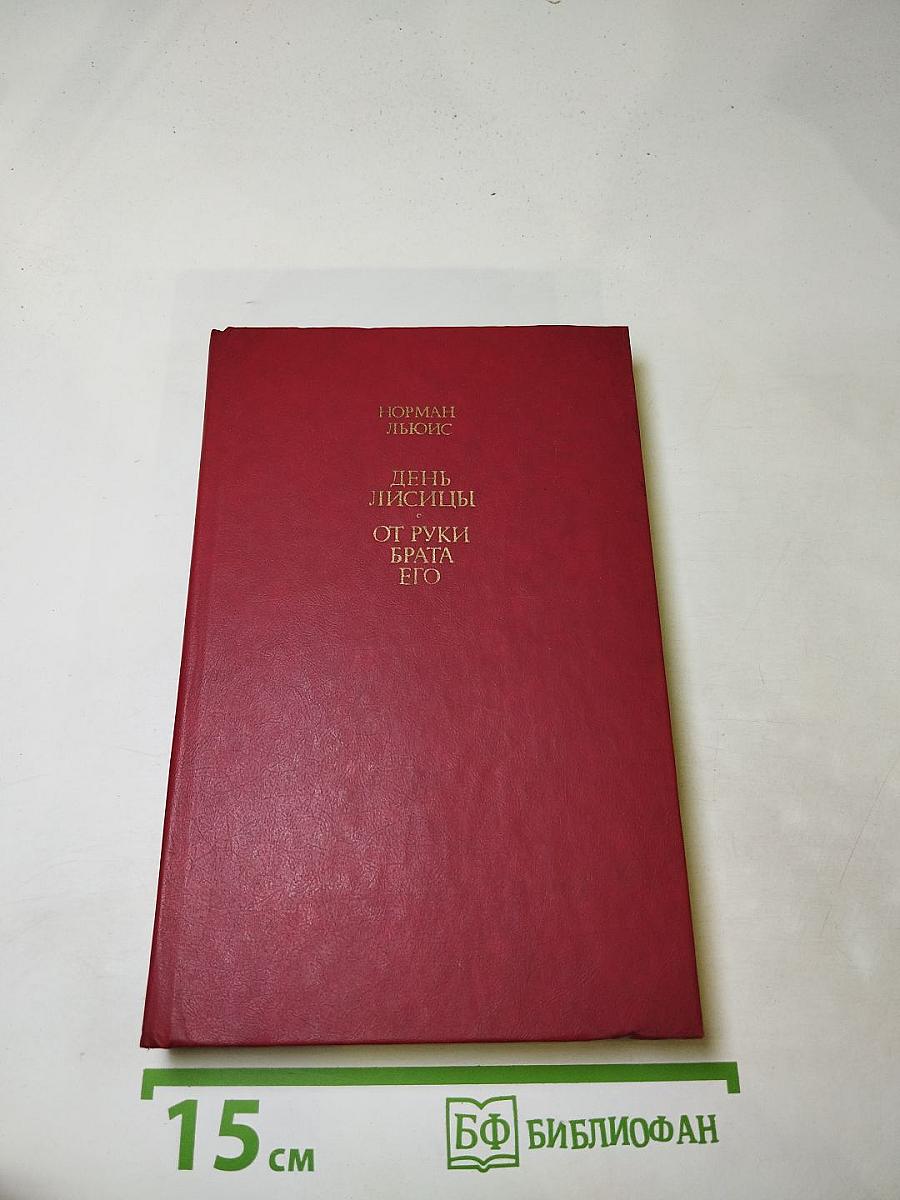 НОРМАН
ЛЬЮИС
ДЕНЬ
ЛИСИЦЫ
ОТ РУКИ
БРАТА
ЕГО
15 см
БФ БИБЛИОФАН